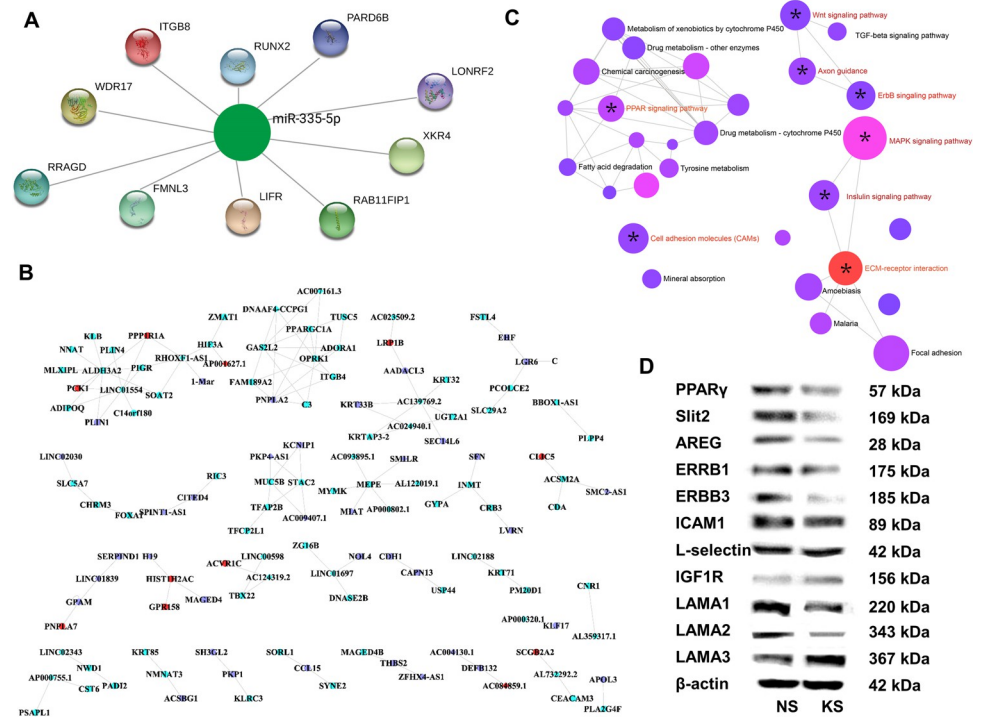 A
ITGB8
PARD6B
RUNX2
WDR17
LONRF2
miR-335-5p
XKR4
RRAGD
FMNL3
LIFR
RAB11FIP1
B
AC007161.3
DNAAF4-CCPG1
ZMAT1
TUSC5
AC023509.2
FSTL4
PPARGC1A
KLB
PPP1R1A
HIF3A
LRP1B
EHF
NNAT
PLIN4
GAS2L2
ADORA1
RHOXF1-AS1
AP001627.1
OPRK1
LGR6
C
MLXIPL
ALDH3A2
PIGR
AADACL3
1-Mar
FAM189A2
ITGB4
KRT32
PCK1
LINC01554
PCOLCE2
SOAT2
PNPLA2
C3
KRT33B
AC139769.2
BBOX1-AS1
ADIPOQ
C14orf180
UGT2A1
SLC29A2
PLIN1
AC024940.1
KRTAP3-2
SEC14L6
PLPP4
KCNIP1
LINC02030
PKP4-AS1
AC093895.1
SMILR
SFN
CLIC5
SLC5A7
RIC3
MUC5B
STAC2
MEPE
AL122019.1
INMT
ACSM2A
MYMK
SMC2-AS1
CITED4
CHRM3
TFAP2B
MIAT
AP000802.1
GYPA
CRB3
CDA
FOXA1
SPINT1-AS1
AC009407.1
TFCP2L1
LVRN
ZG16B
SERPIND1
H19
LINC00598
NOL4
CDH1
LINC02188
ACVR1C
LINC01839
HIST1H2AC
AC124319.2
LINC01697
CAPN13
KRT71
CNR1
GPAM
MAGED4
TBX22
DNASE2B
USP44
PM20D1
GPR158
PNPLA7
AP000320.1
KLF17
AL359317.1
LINC02343
KRT85
SH3GL2
SORL1
MAGED4B
AC004130.1
SCGB2A2
THBS2
NWD1
NMNAT3
PKP1
CCL15
DEFB132
AL732292.2
APOL3
AP000755.1
ZFHX4-AS1
PADI2
CST6
SYNE2
AC080859.1
ACSBG1
KLRC3
CEACAM3
PSAPL1
PLA2G4F
C
Wnt signaling pathway
Metabolism of xenobiotics by cytochrome P450
TGF-beta signaling pathway
Drug metabolism - other enzymes
Chemical carcinogenesis
Axon guidance
ErbB singaling pathway
PPAR signaling pathway
Drug metabolism - cytochrome P450
MAPK signaling pathway
Fatty acid degradation
Tyrosine metabolism
Inslulin signaling pathway
Cell adhesion molecules (CAMs)
ECM-receptor interaction
Mineral absorption
Amoebiasis
Malaria
Focal adhesion
D
PPARγ 57 kDa
Slit2 169 kDa
AREG 28 kDa
ERRB1 175 kDa
ERBB3 185 kDa
ICAM1 89 kDa
L-selectin 42 kDa
IGF1R 156 kDa
LAMA1 220 kDa
LAMA2 343 kDa
LAMA3 367 kDa
β-actin 42 kDa
NS KS